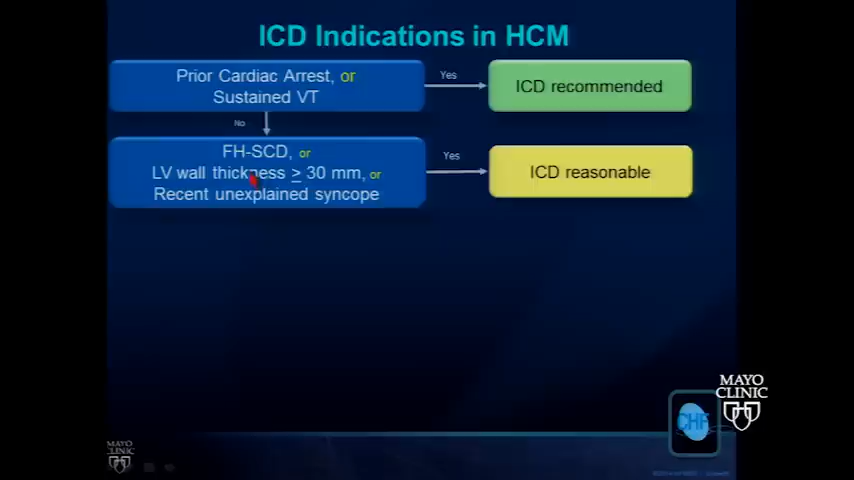 ICD Indications in HCM
Prior Cardiac Arrest, or
Sustained VT
Yes
ICD recommended
No
FH-SCD, or
LV wall thickness ≥ 30 mm, or
Recent unexplained syncope
Yes
ICD reasonable
MAYO
CLINIC
CHF
MAYO
CLINIC